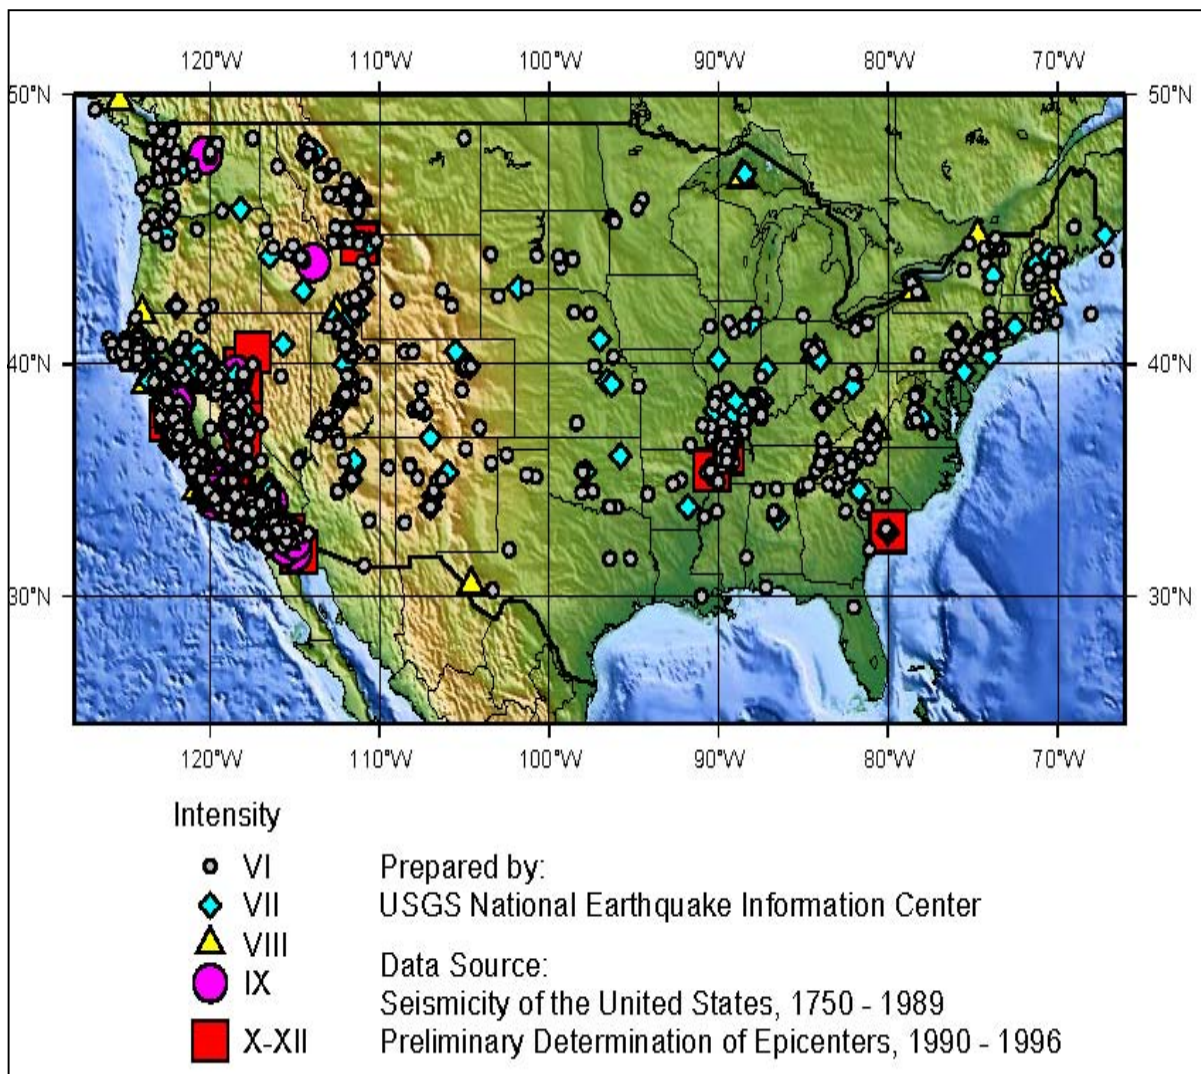 120°W 110°W 100°W 90°W 80°W 70°W
50°N 50°N
40°N 40°N
30°N 30°N
120°W 110°W 100°W 90°W 80°W 70°W
Intensity
VI Prepared by:
VII USGS National Earthquake Information Center
VIII
Data Source:
IX
Seismicity of the United States, 1750 - 1989
X-XII Preliminary Determination of Epicenters, 1990 - 1996